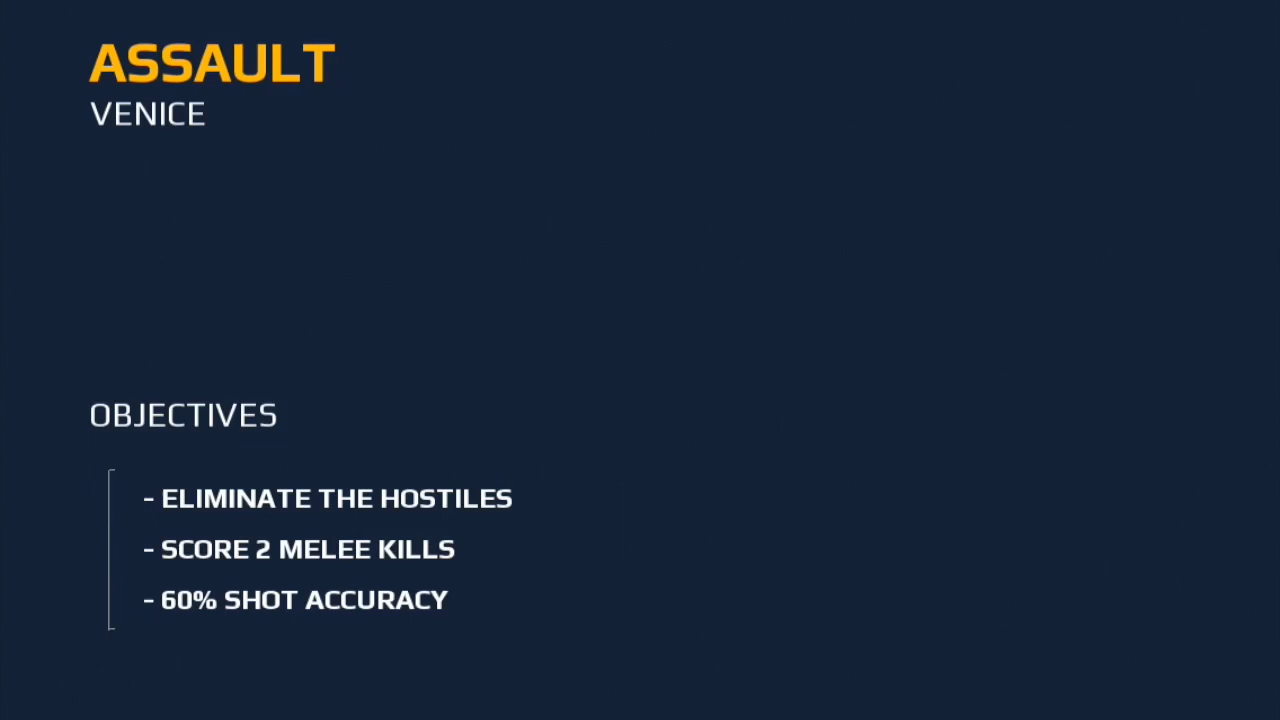 ASSAULT
VENICE
OBJECTIVES
- ELIMINATE THE HOSTILES
- SCORE 2 MELEE KILLS
- 60% SHOT ACCURACY